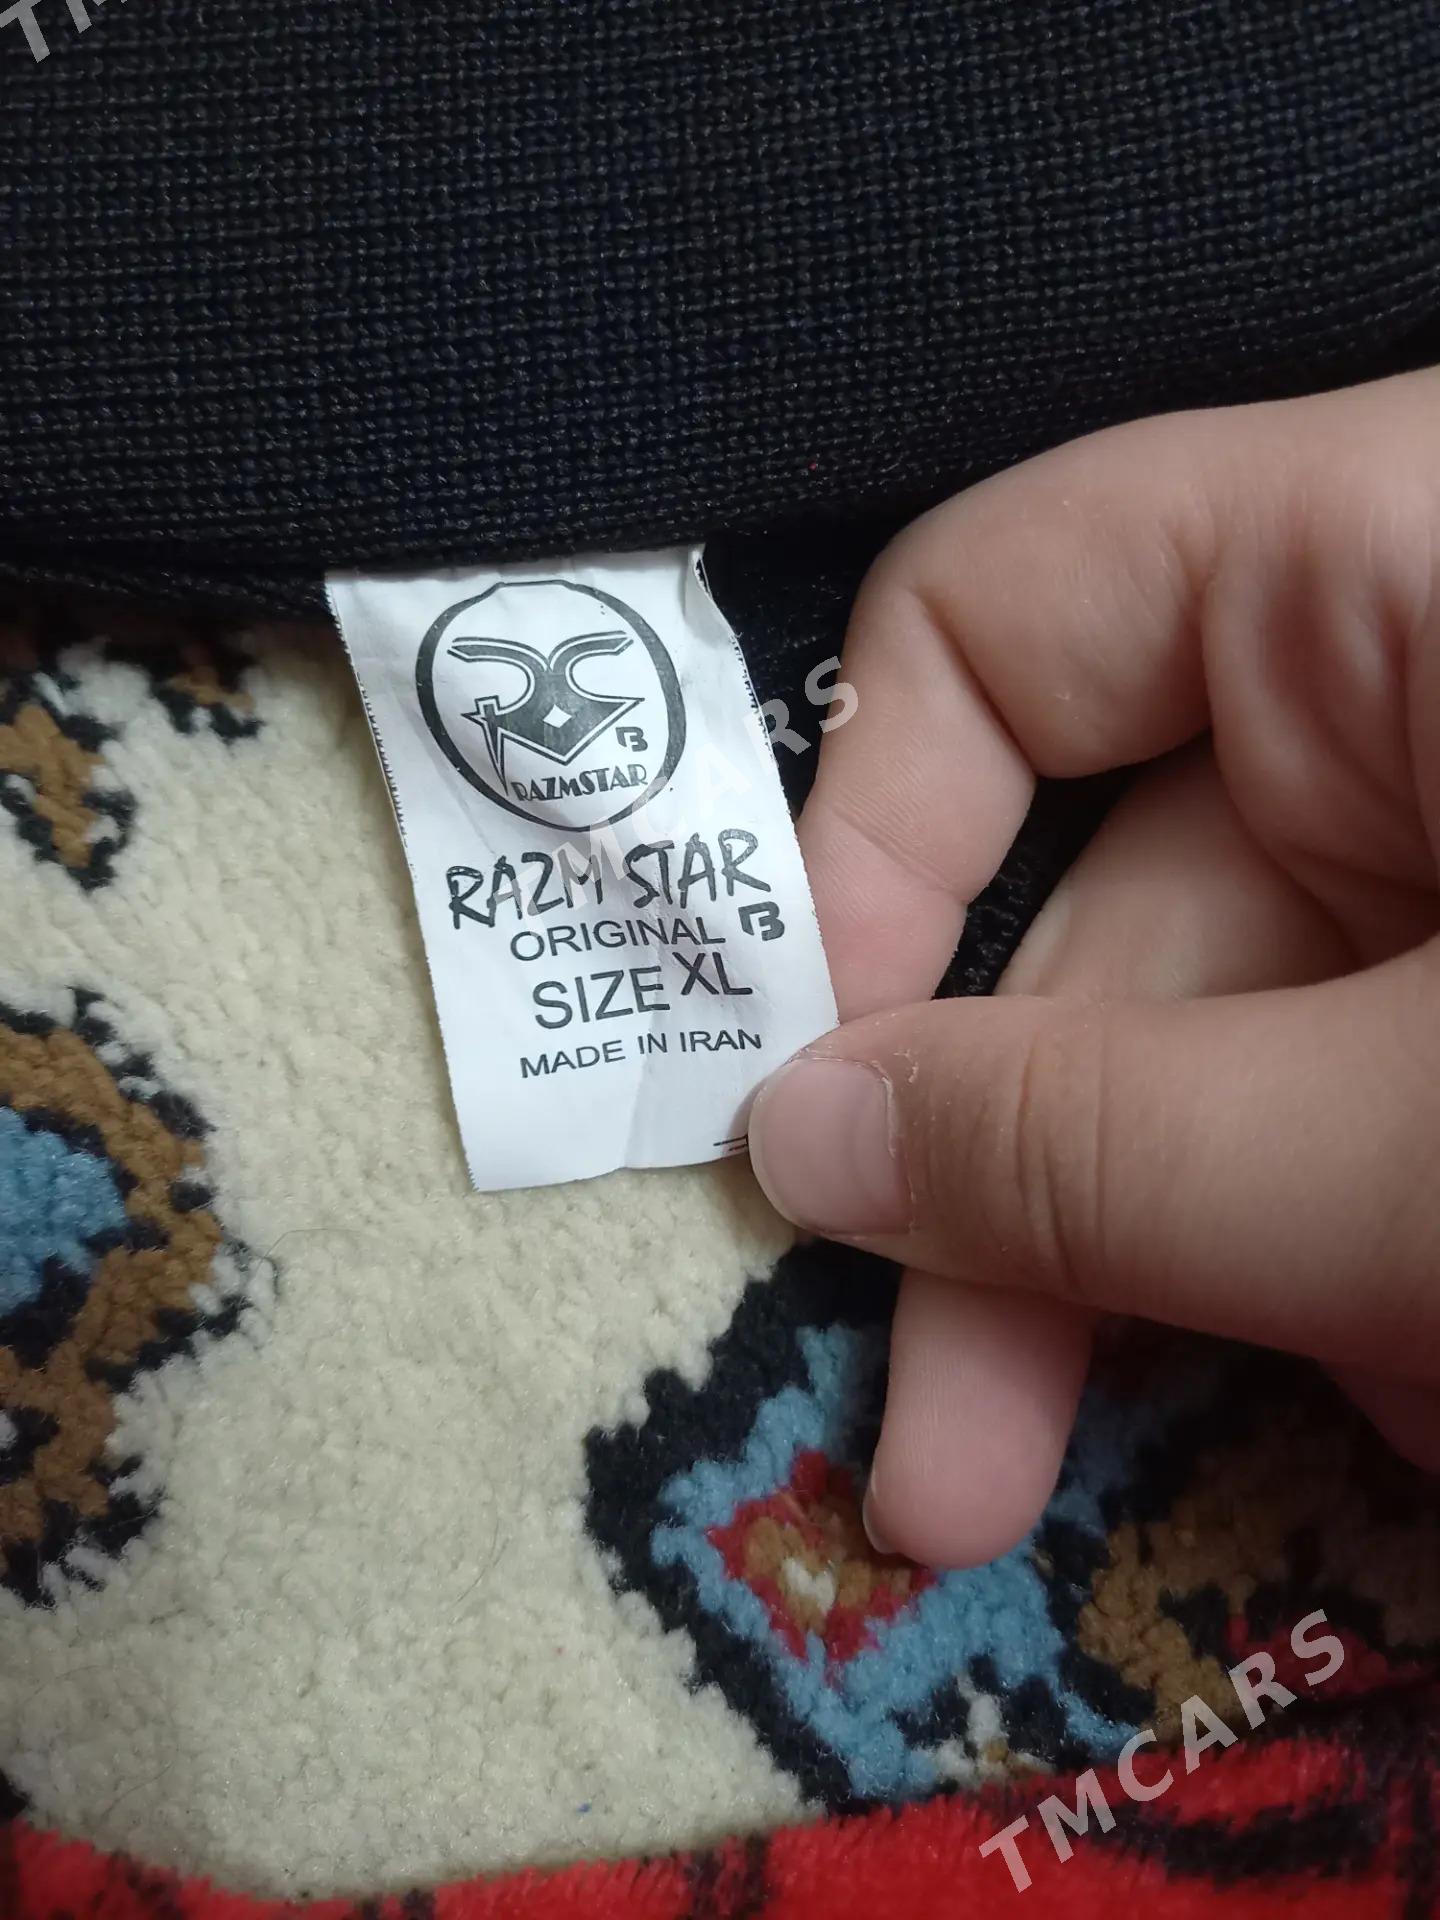 RAZMSTAR
RAZM STAR
ORIGINAL
SIZE XL
MADE IN IRAN
TMCARS
TMCARS